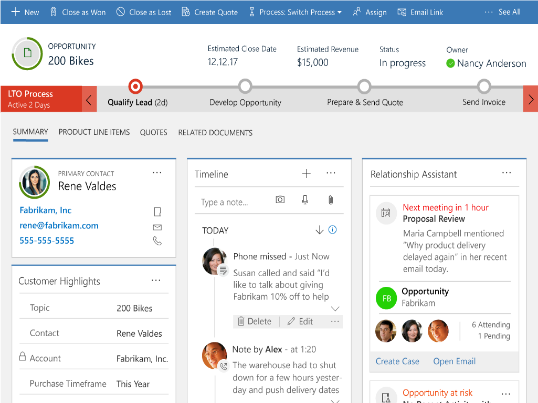 + New Close as Won Close as Lost Create Quote Process: Switch Process Assign Email Link ··· See All
OPPORTUNITY
200 Bikes
Estimated Close Date
12.12.17
Estimated Revenue
$15,000
Status
In progress
Owner
Nancy Anderson
LTO Process
Active 2 Days
Qualify Lead (2d)
Develop Opportunity
Prepare & Send Quote
Send Invoice
SUMMARY PRODUCT LINE ITEMS QUOTES RELATED DOCUMENTS
PRIMARY CONTACT
Rene Valdes
Fabrikam, Inc
rene@fabrikam.com
555-555-5555
Customer Highlights
Topic 200 Bikes
Contact Rene Valdes
Account Fabrikam, Inc.
Purchase Timeframe This Year
Timeline
Type a note...
TODAY
Phone missed - Just Now
Susan called and said "I'd
like to talk about giving
Fabrikam 10% off to help
Delete Edit ···
Note by Alex - at 1:20
The warehouse had to shut
down for a few hours yester-
day and push delivery dates
Relationship Assistant
Next meeting in 1 hour
Proposal Review
Maria Campbell mentioned
"Why product delivery
delayed again" in her recent
email today.
FB
Opportunity
Fabrikam
6 Attending
1 Pending
Create Case Open Email
Opportunity at risk